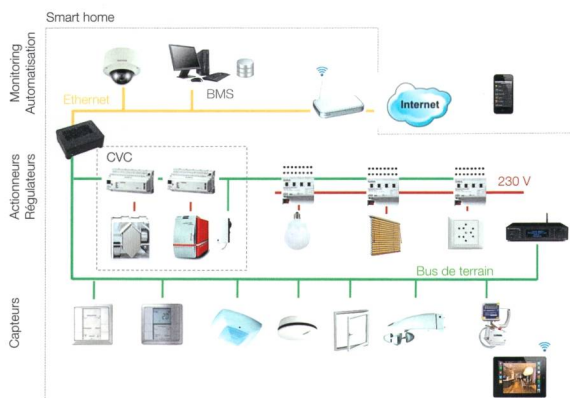 Smart home
Monitoring
Automatisation
Ethernet
BMS
Internet
Actionneurs
Régulateurs
CVC
230 V
Bus de terrain
Capteurs